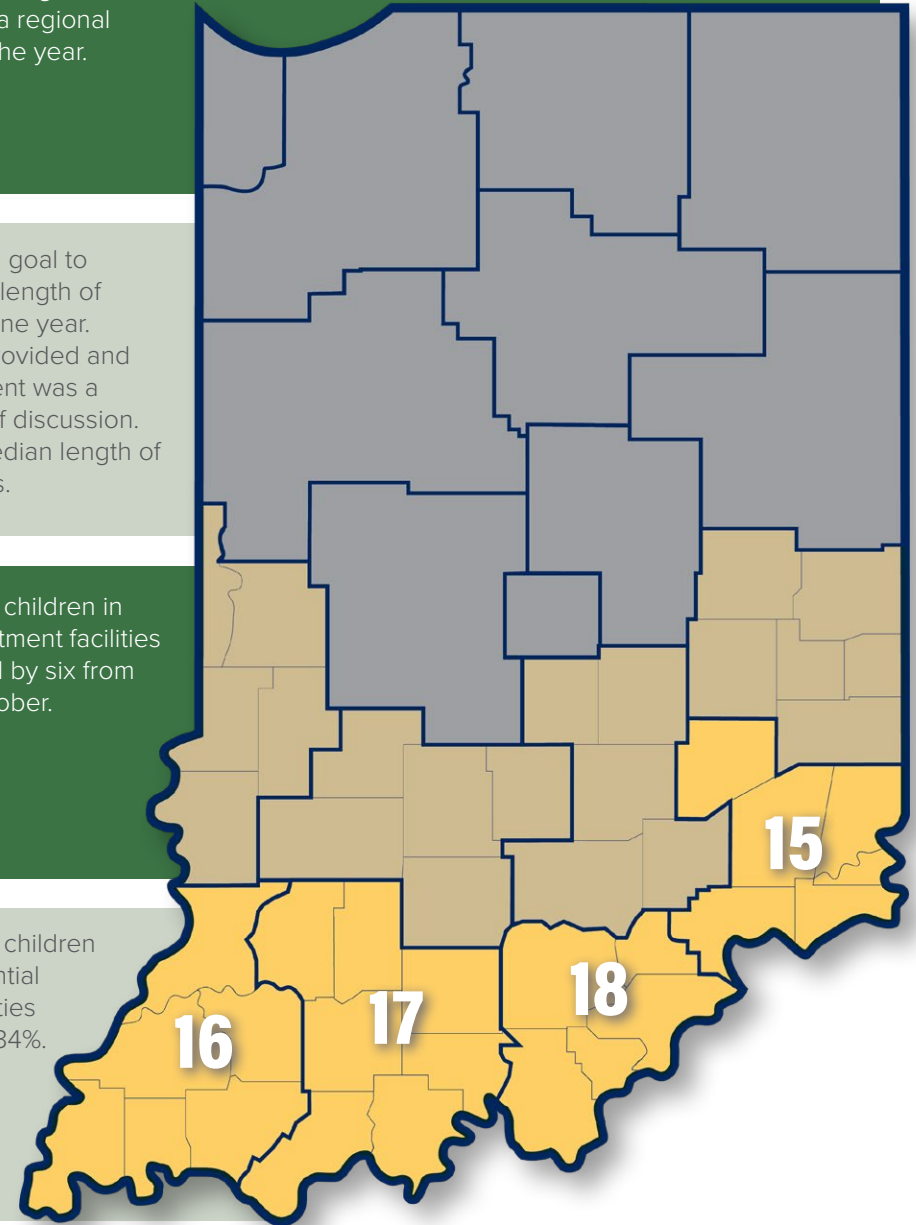 a regional
he year.
goal to
length of
ne year.
ovided and
ent was a
f discussion.
edian length of
s.
children in
tment facilities
l by six from
ober.
children
ntial
ties
34%.
15
16
17
18